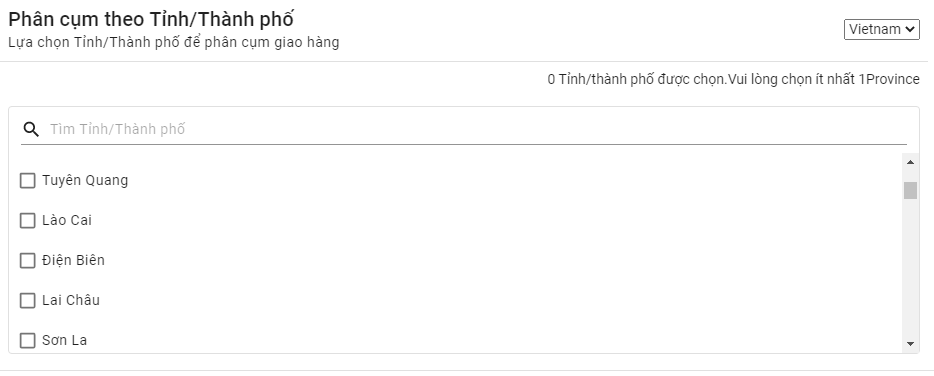 Phân cụm theo Tỉnh/Thành phố
Lựa chọn Tỉnh/Thành phố để phân cụm giao hàng
Vietnam
0 Tỉnh/thành phố được chọn.Vui lòng chọn ít nhất 1Province
Tìm Tỉnh/Thành phố
Tuyên Quang
Lào Cai
Điện Biên
Lai Châu
Sơn La